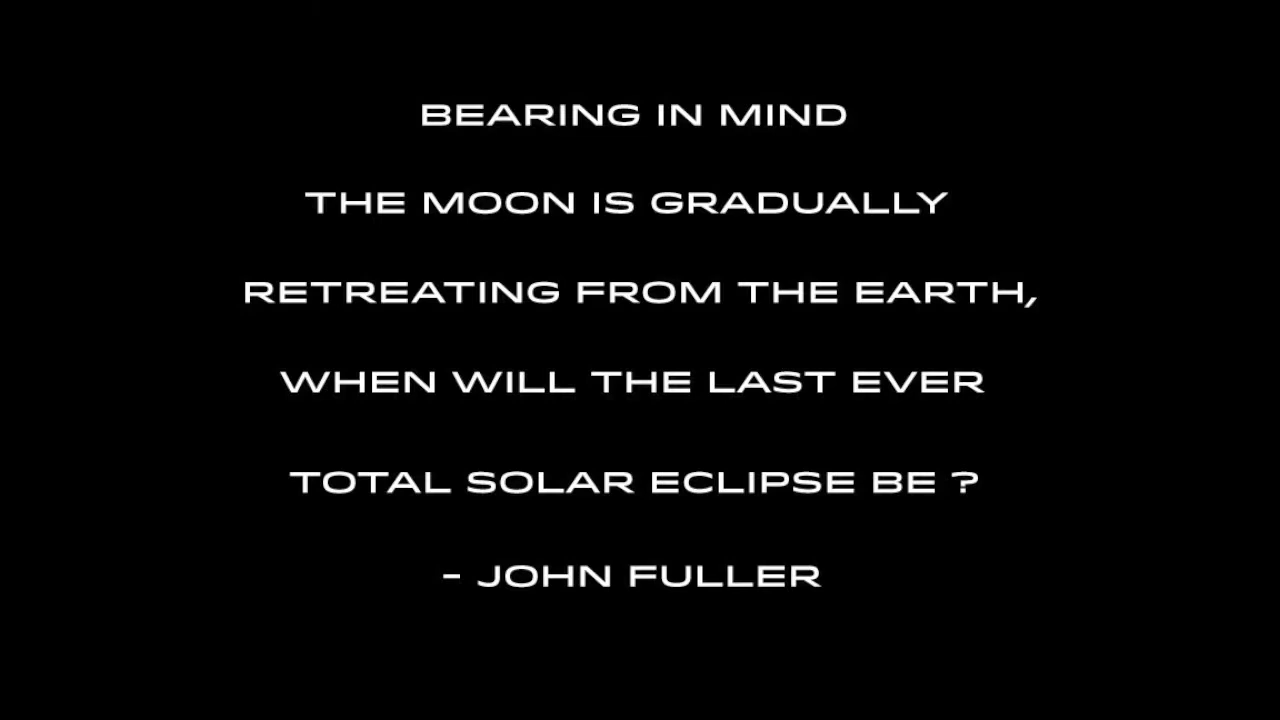 BEARING IN MIND
THE MOON IS GRADUALLY
RETREATING FROM THE EARTH,
WHEN WILL THE LAST EVER
TOTAL SOLAR ECLIPSE BE ?
- JOHN FULLER